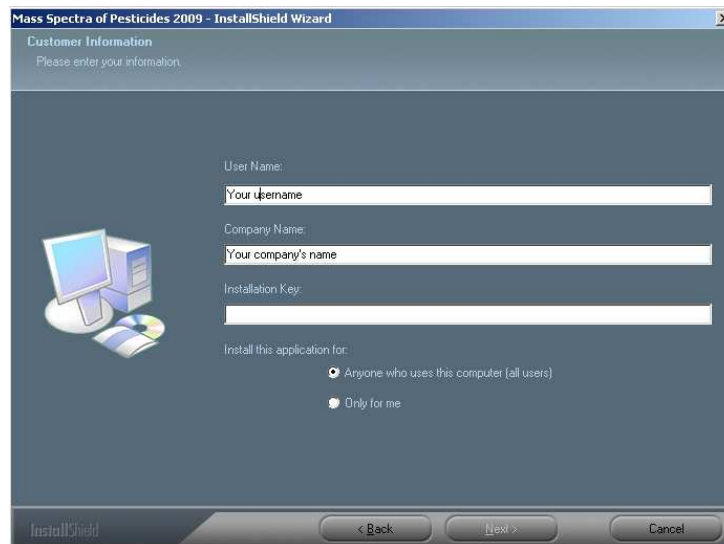 Mass Spectra of Pesticides 2009 - InstallShield Wizard
Customer Information
Please enter your information.
User Name:
Your username
Company Name:
Your company's name
Installation Key:
Install this application for:
Anyone who uses this computer (all users)
Only for me
InstallShield
< Back
Next >
Cancel